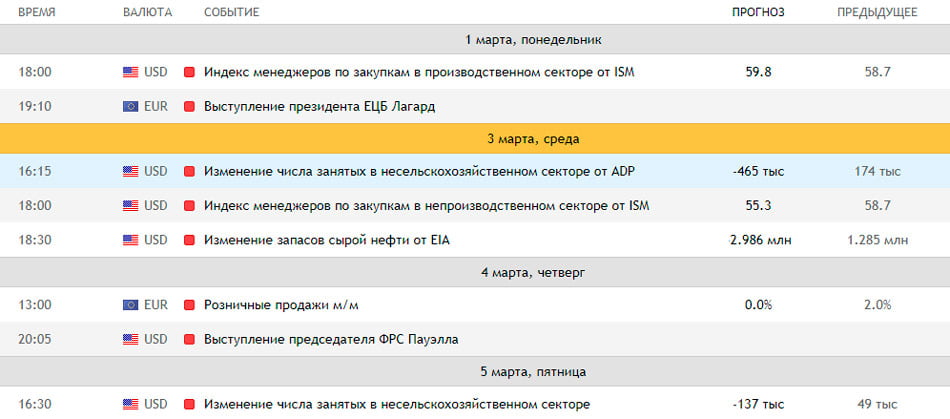 ВРЕМЯ ВАЛЮТА СОБЫТИЕ ПРОГНОЗ ПРЕДЫДУЩЕЕ
1 марта, понедельник
18:00 USD Индекс менеджеров по закупкам в производственном секторе от ISM 59.8 58.7
19:10 EUR Выступление президента ЕЦБ Лагард
3 марта, среда
16:15 USD Изменение числа занятых в несельскохозяйственном секторе от ADP -465 тыс 174 тыс
18:00 USD Индекс менеджеров по закупкам в непроизводственном секторе от ISM 55.3 58.7
18:30 USD Изменение запасов сырой нефти от EIA 2.986 млн 1.285 млн
4 марта, четверг
13:00 EUR Розничные продажи м/м 0.0% 2.0%
20:05 USD Выступление председателя ФРС Пауэлла
5 марта, пятница
16:30 USD Изменение числа занятых в несельскохозяйственном секторе -137 тыс 49 тыс